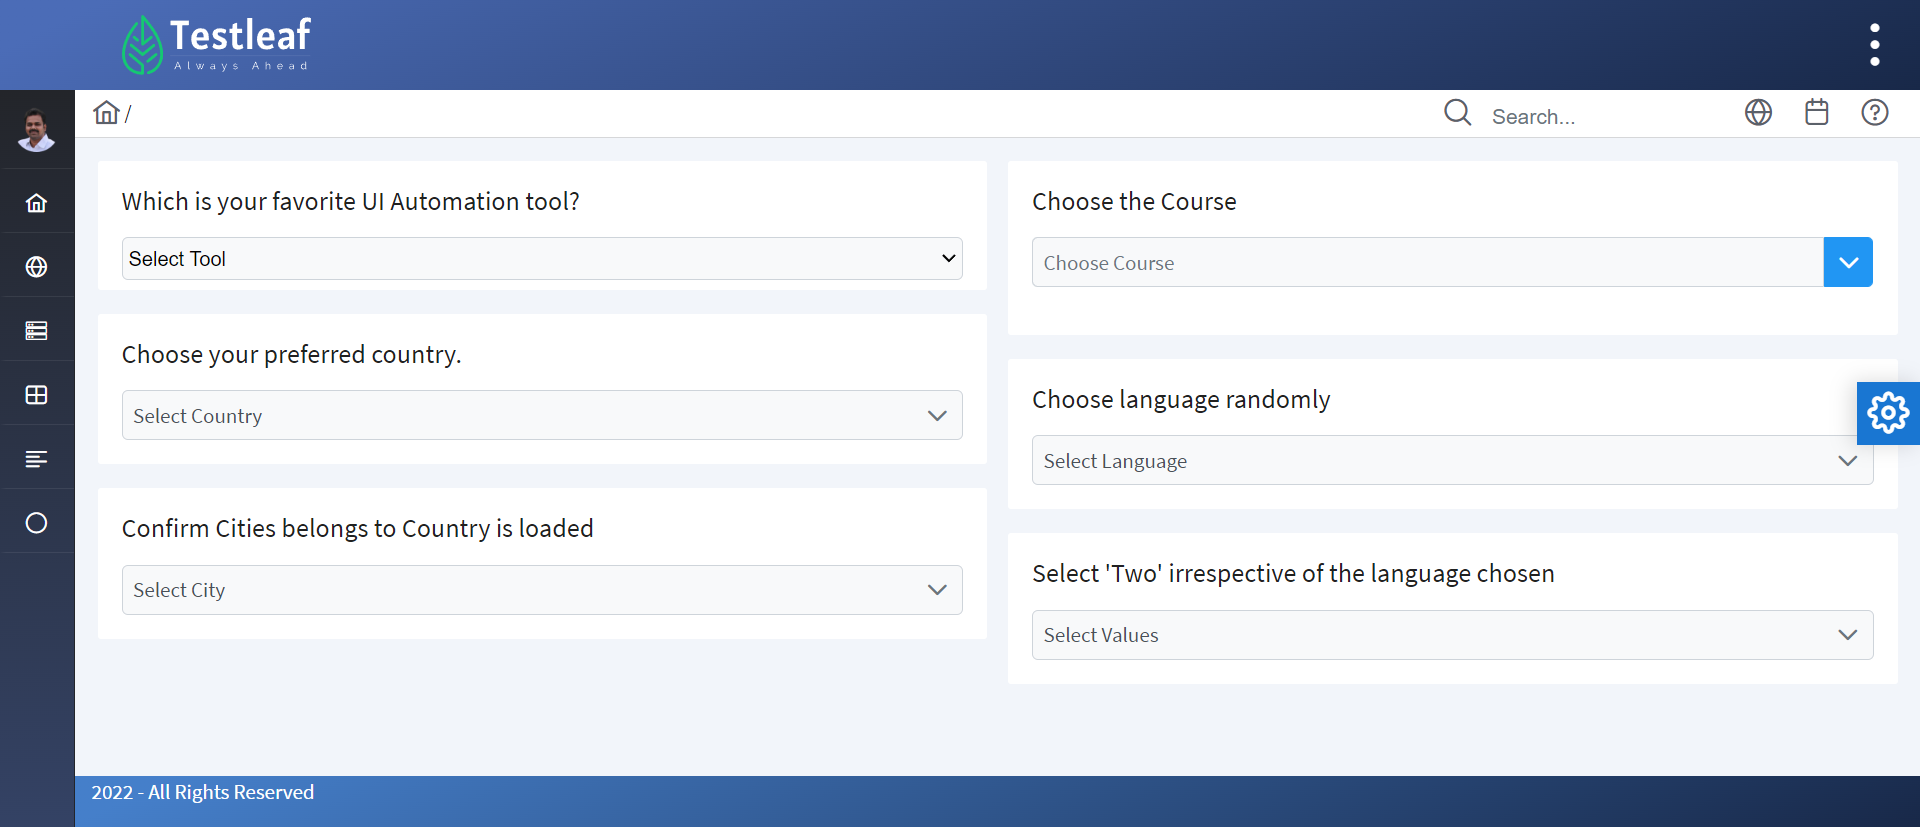 Testleaf
Always Ahead
/
Search...
Which is your favorite UI Automation tool?
Select Tool
Choose your preferred country.
Select Country
Confirm Cities belongs to Country is loaded
Select City
Choose the Course
Choose Course
Choose language randomly
Select Language
Select 'Two' irrespective of the language chosen
Select Values
2022 - All Rights Reserved